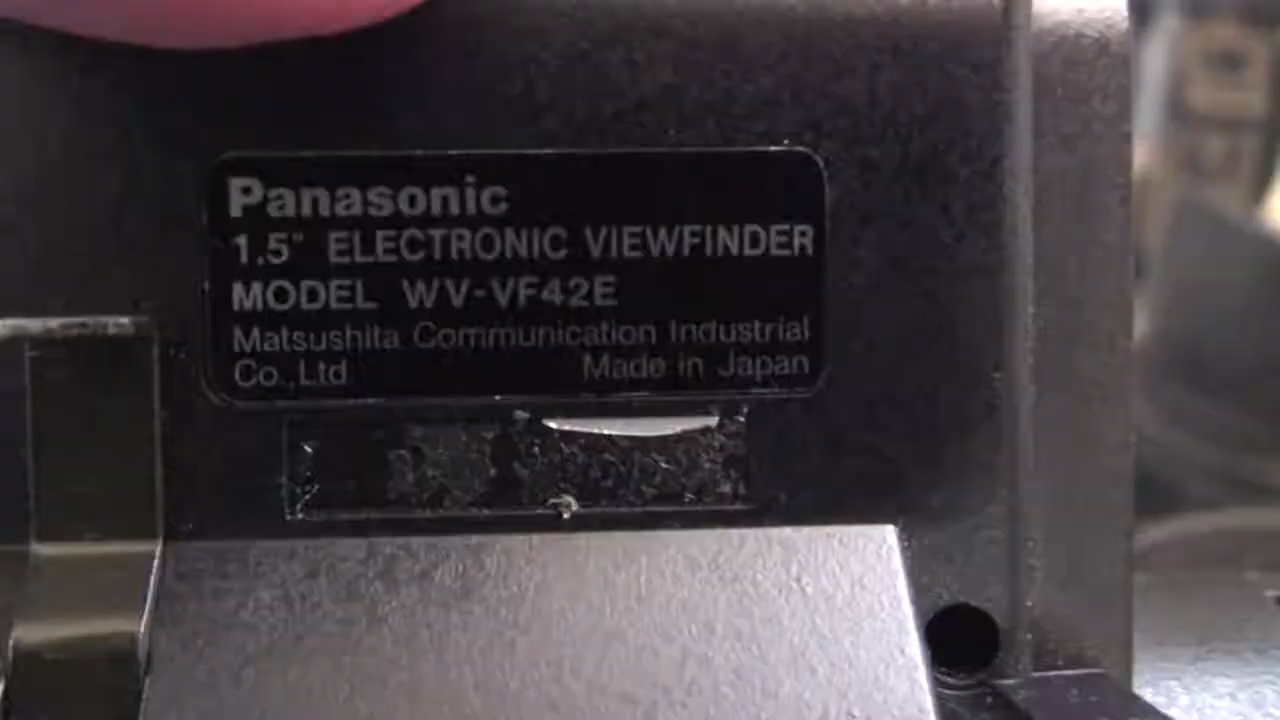 Panasonic
1.5" ELECTRONIC VIEWFINDER
MODEL WV-VF42E
Matsushita Communication Industrial
Co.,Ltd Made in Japan